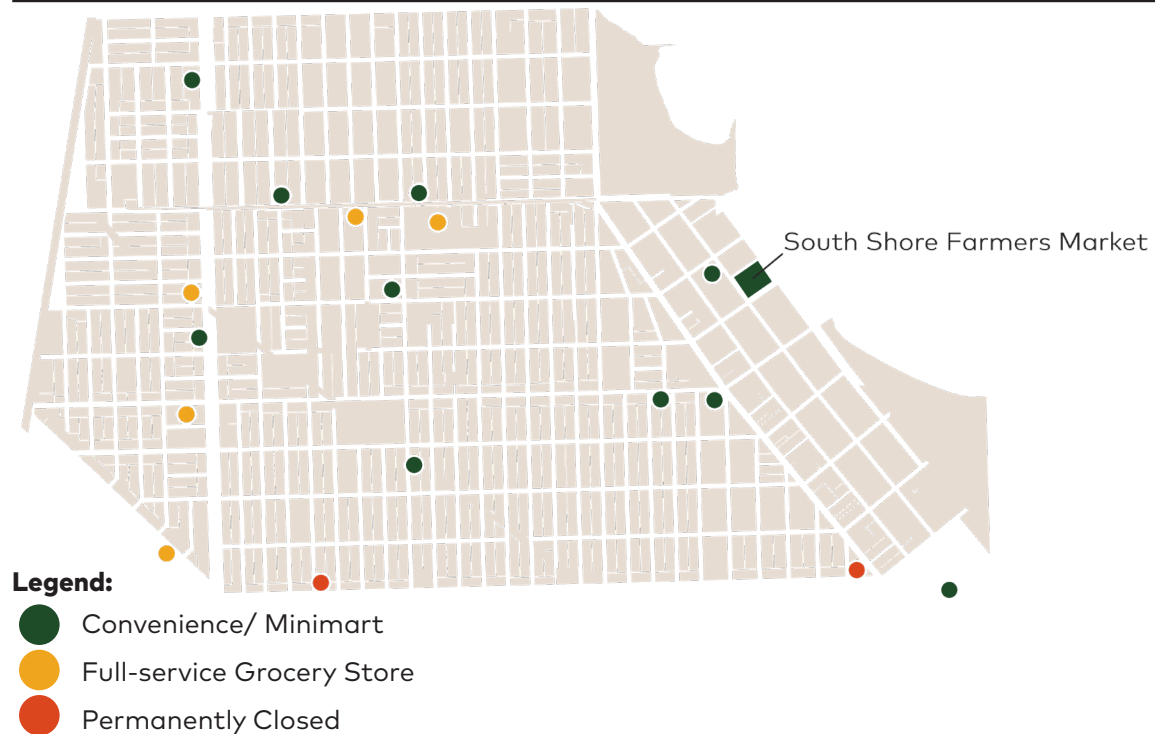 South Shore Farmers Market
Legend:
Convenience/ Minimart
Full-service Grocery Store
Permanently Closed